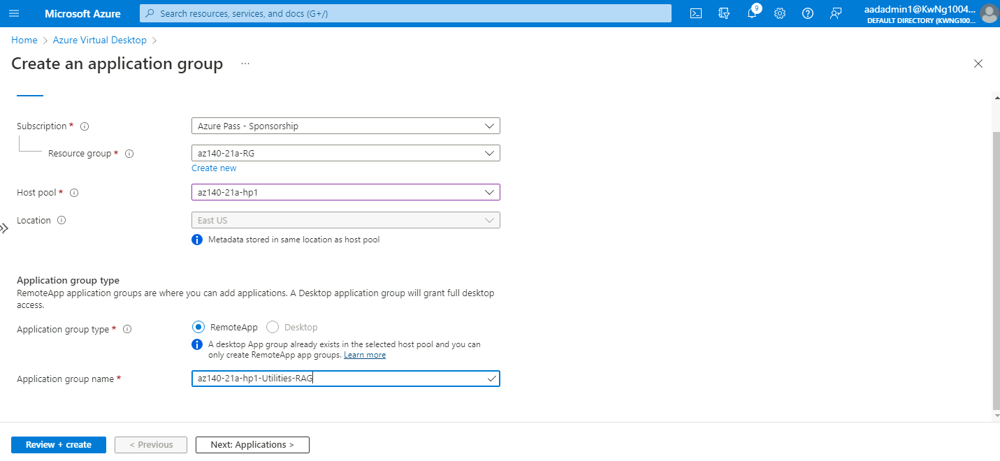 Microsoft Azure
Search resources, services, and docs (G+/)
9
aadadmin1@KwNg1004...
DEFAULT DIRECTORY (KWNG100...
Home > Azure Virtual Desktop >
Create an application group ...
Subscription *
Azure Pass - Sponsorship
Resource group *
az140-21a-RG
Create new
Host pool *
az140-21a-hp1
Location
East US
Metadata stored in same location as host pool
Application group type
RemoteApp application groups are where you can add applications. A Desktop application group will grant full desktop
access.
Application group type *
RemoteApp
Desktop
A desktop App group already exists in the selected host pool and you can
only create RemoteApp app groups. Learn more
Application group name *
az140-21a-hp1-Utilities-RAG
Review + create
< Previous
Next: Applications >